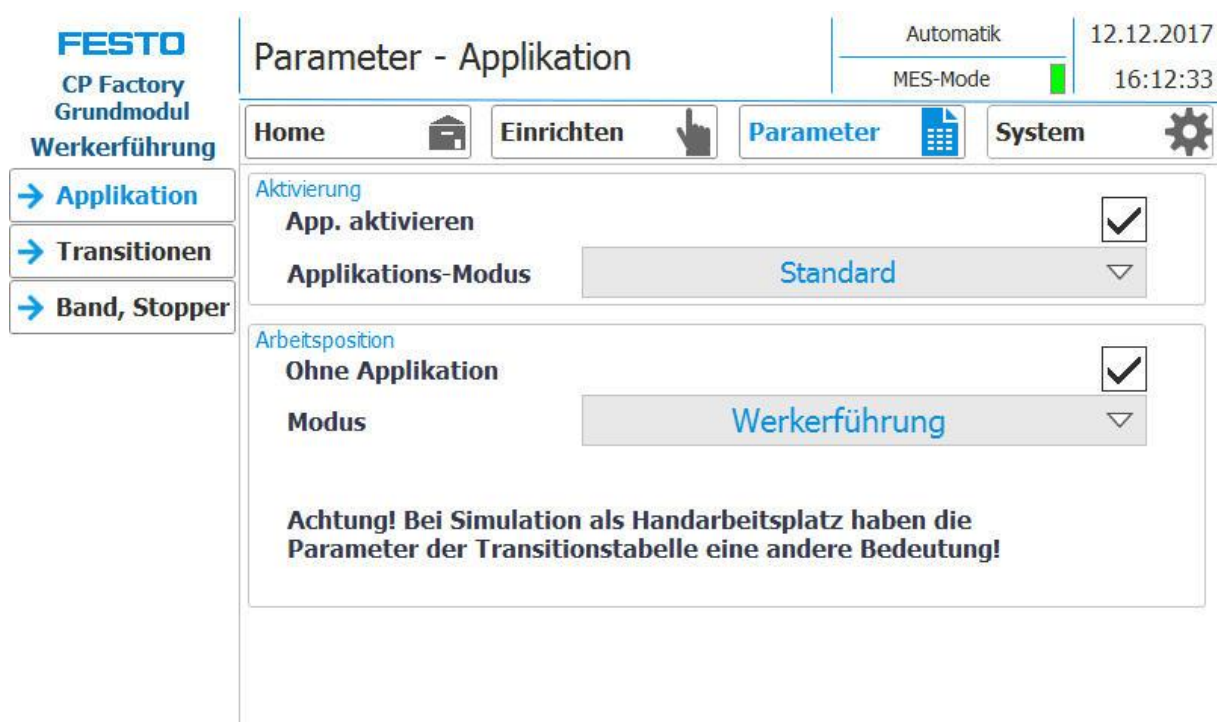 FESTO
CP Factory
Grundmodul
Werkerführung
Parameter - Applikation
Automatik
MES-Mode
12.12.2017
16:12:33
Home
Einrichten
Parameter
System
Applikation
Transitionen
Band, Stopper
Aktivierung
App. aktivieren
Applikations-Modus
Standard
Arbeitsposition
Ohne Applikation
Modus
Werkerführung
Achtung! Bei Simulation als Handarbeitsplatz haben die
Parameter der Transitionstabelle eine andere Bedeutung!